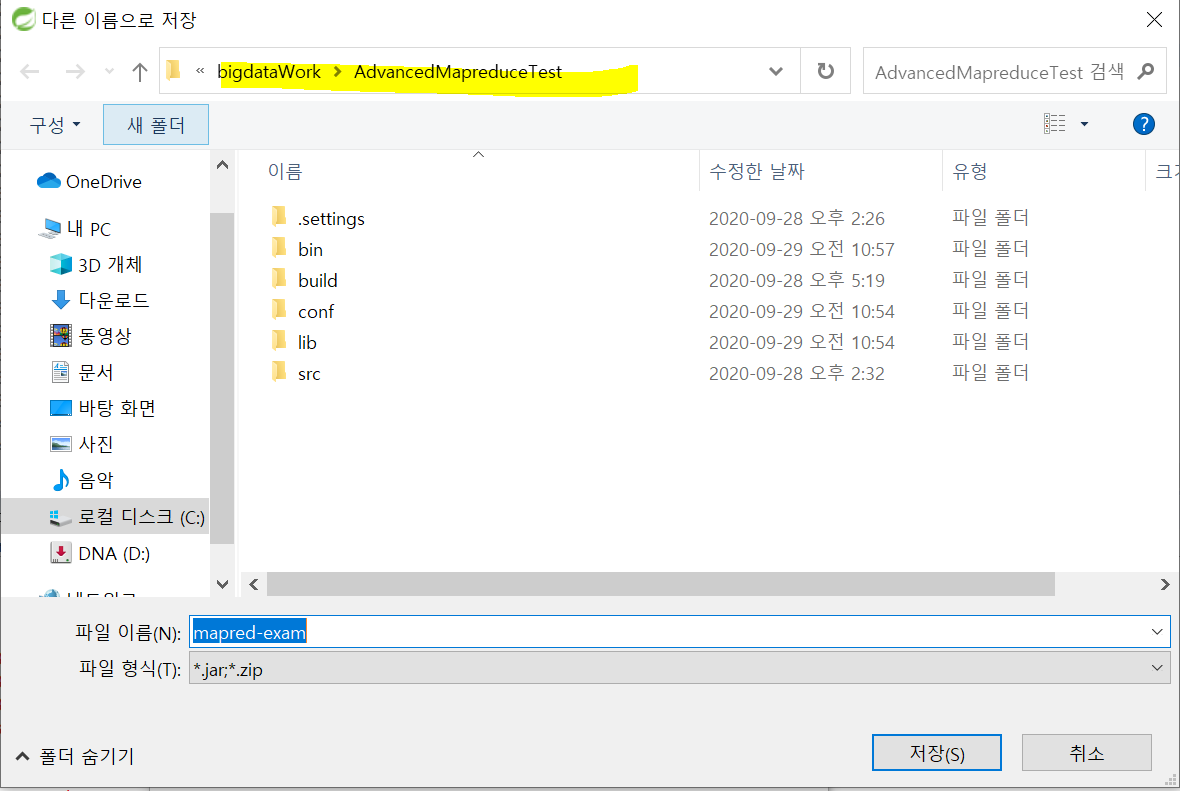 다른 이름으로 저장
« bigdataWork > AdvancedMapreduceTest
AdvancedMapreduceTest 검색
구성
새 폴더
?
OneDrive
내 PC
3D 개체
다운로드
동영상
문서
바탕 화면
사진
음악
로컬 디스크 (C:)
DNA (D:)
이름 수정한 날짜 유형
.settings 2020-09-28 오후 2:26 파일 폴더
bin 2020-09-29 오전 10:57 파일 폴더
build 2020-09-28 오후 5:19 파일 폴더
conf 2020-09-29 오전 10:54 파일 폴더
lib 2020-09-29 오전 10:54 파일 폴더
src 2020-09-28 오후 2:32 파일 폴더
파일 이름(N): mapred-exam
파일 형식(T): *.jar;*.zip
폴더 숨기기
저장(S)
취소